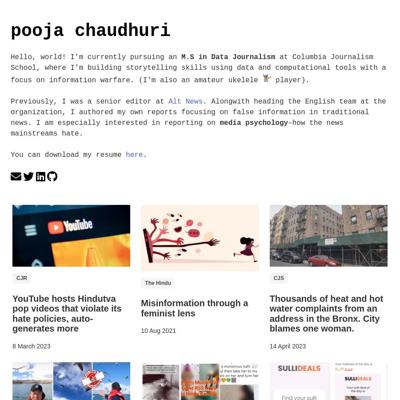 pooja chaudhuri
Hello, world! I’m currently pursuing an M.S in Data Journalism at Columbia Journalism
School, where I’m building storytelling skills using data and computational tools with a
focus on information warfare. (I'm also an amateur ukelele player).
Previously, I was a senior editor at Alt News. Alongwith heading the English team at the
organization, I authored my own reports focusing on false information in traditional
news. I am especially interested in reporting on media psychology–how the news
mainstreams hate.
You can download my resume here.
YouTube
CJR
YouTube hosts Hindutva
pop videos that violate its
hate policies, auto-
generates more
8 March 2023
The Hindu
Misinformation through a
feminist lens
10 Aug 2021
CJS
Thousands of heat and hot
water complaints from an
address in the Bronx. City
blames one woman.
14 April 2023
SULLIDEALS
Find your sulli
SULLIDEALS